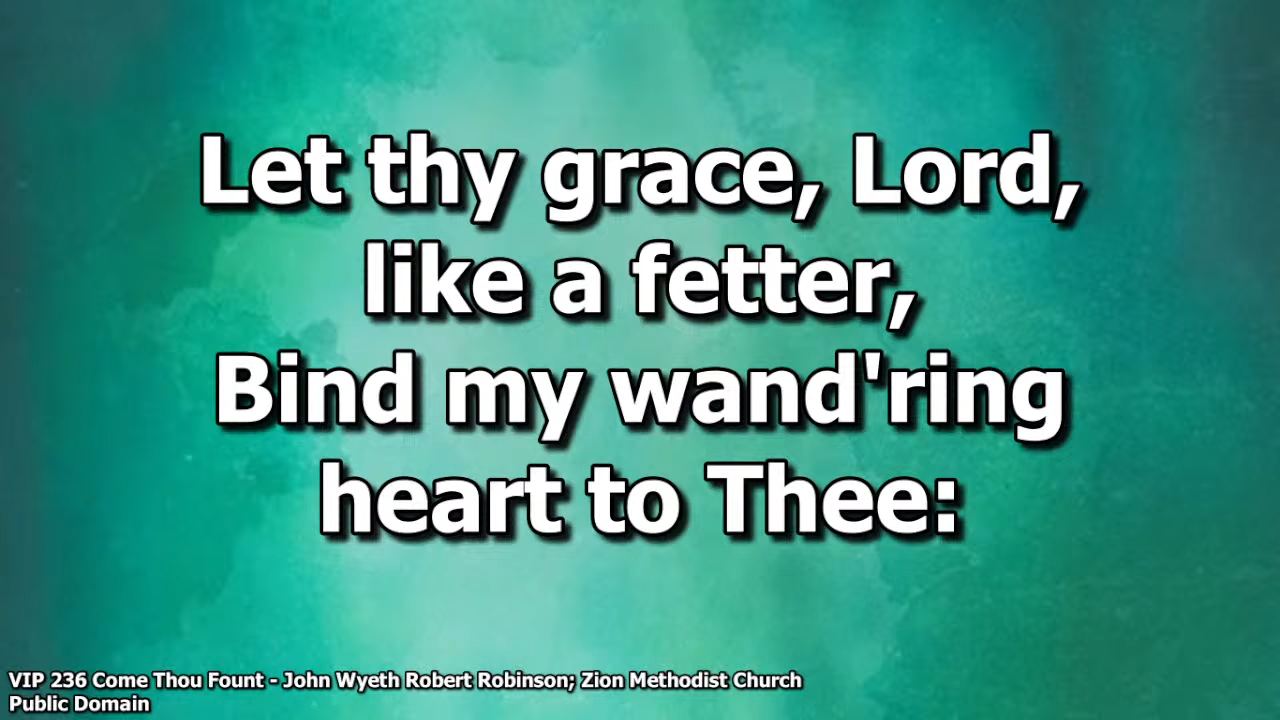 Let thy grace, Lord,
like a fetter,
Bind my wand'ring
heart to Thee:
VIP 236 Come Thou Fount - John Wyeth Robert Robinson; Zion Methodist Church
Public Domain